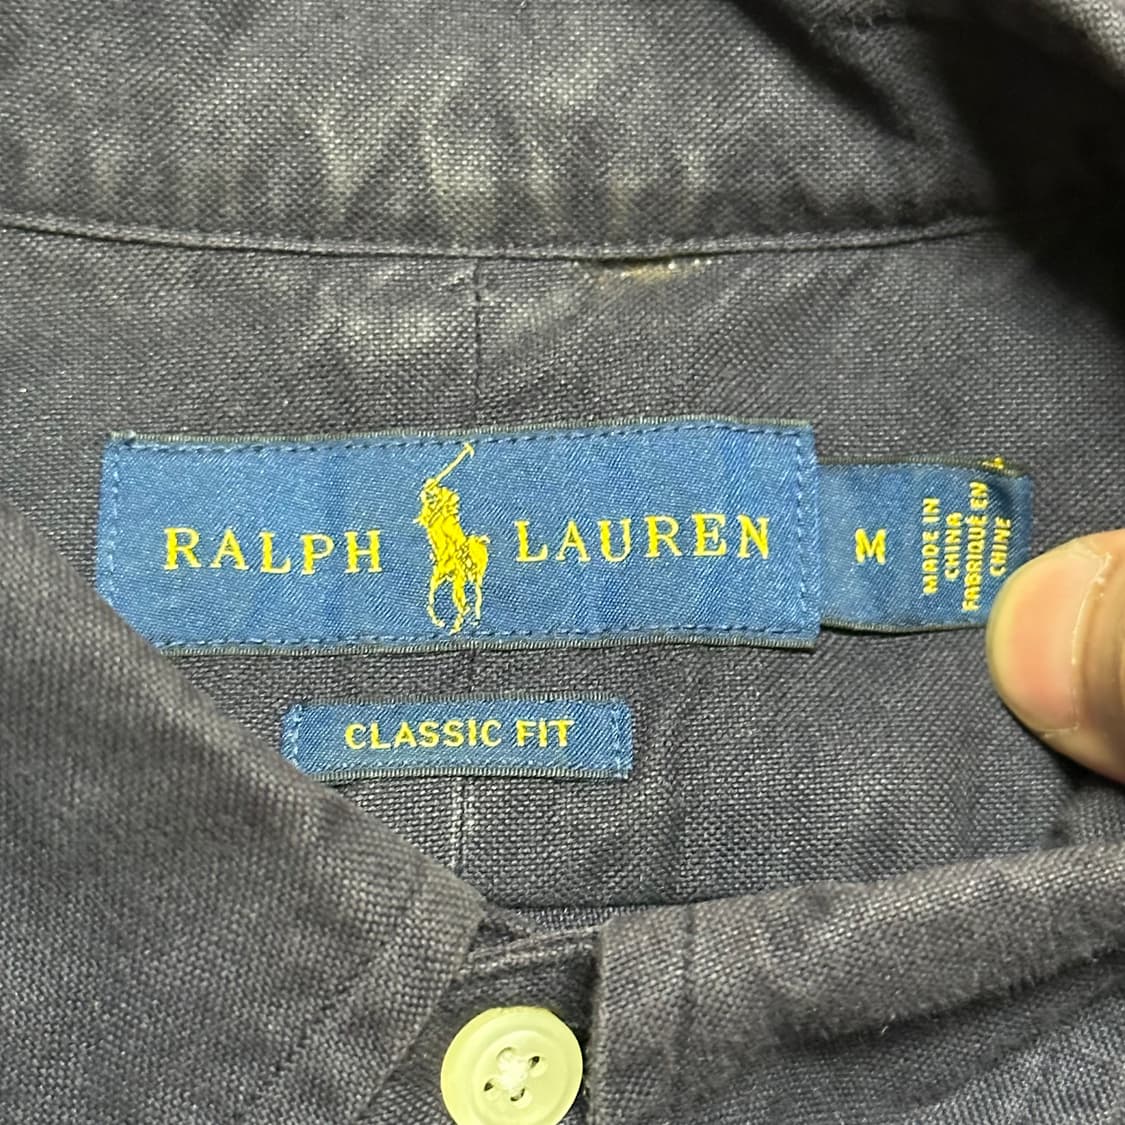 RALPH LAUREN
M
MADE IN
CHINA
FABRIQUÉ EN
CHINE
CLASSIC FIT